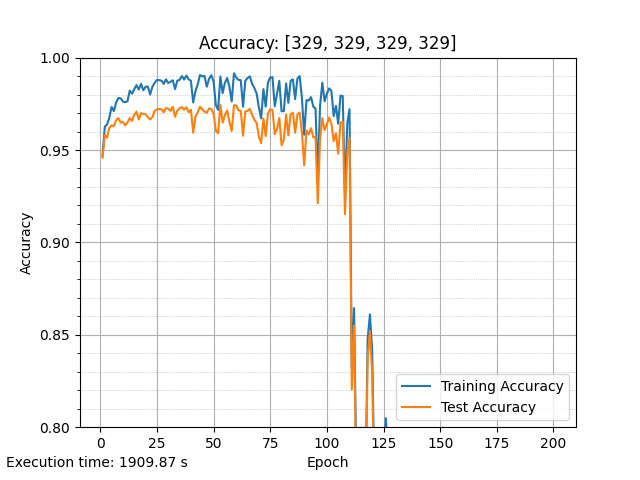 Accuracy: [329, 329, 329, 329]
1.00
0.95
0.90
0.85
0.80
Accuracy
Training Accuracy
Test Accuracy
0
25
50
75
100
125
150
175
200
Execution time: 1909.87 s
Epoch